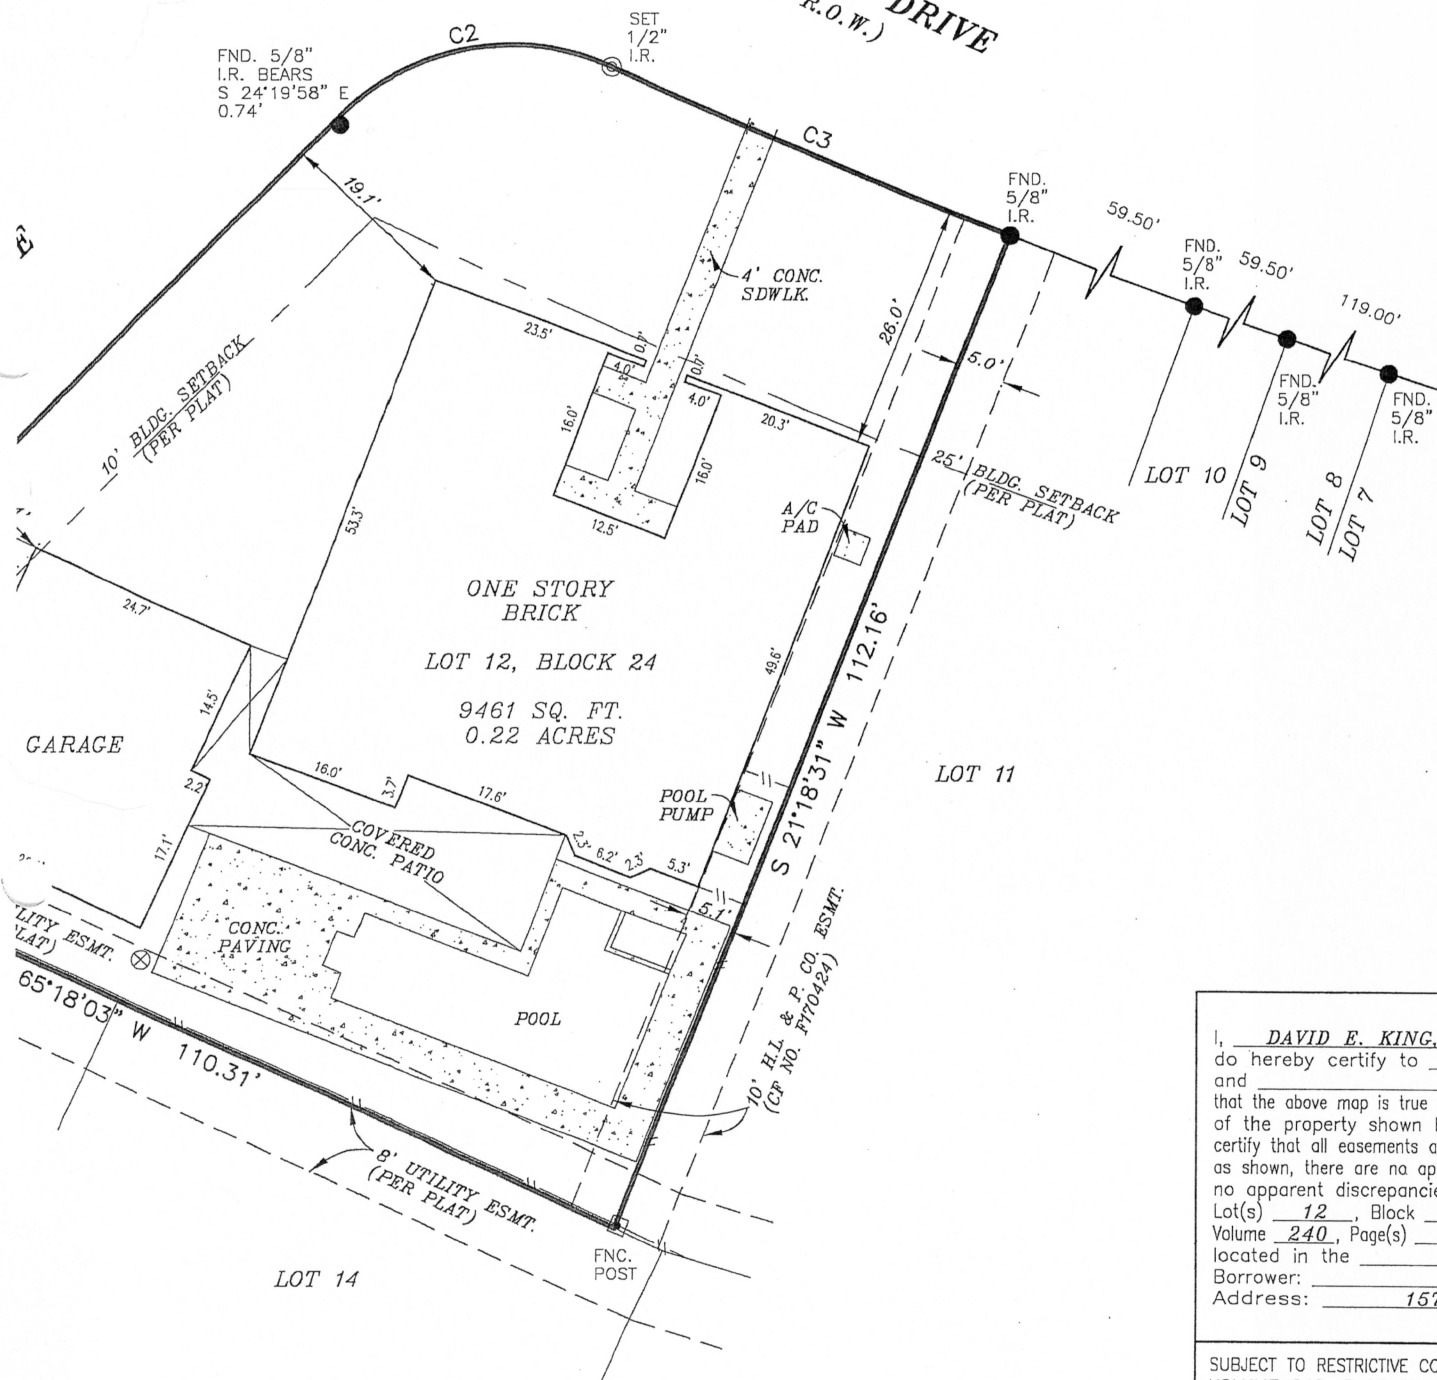 DRIVE
R.O.W.)
SET
1/2"
I.R.
C2
FND. 5/8"
I.R. BEARS
S 24°19'58" E
0.74'
C3
FND.
5/8"
I.R.
59.50'
FND.
5/8"
I.R.
59.50'
119.00'
FND.
5/8"
I.R.
FND.
5/8"
I.R.
19.1'
E
4' CONC.
SDWLK.
23.5'
0.7'
4.0'
0.7'
4.0'
20.3'
26.0'
5.0'
16.0'
16.0'
12.5'
10' BLDG. SETBACK
(PER PLAT)
25' BLDG. SETBACK
(PER PLAT)
LOT 10
LOT 9
LOT 8
LOT 7
A/C
PAD
53.3'
24.7'
ONE STORY
BRICK
LOT 12, BLOCK 24
9461 SQ. FT.
0.22 ACRES
49.6'
S 21°18'31" W 112.16'
LOT 11
GARAGE
14.5'
2.2'
17.1'
16.0'
3.7'
17.6'
2.3'
6.2'
2.3'
5.3'
POOL
PUMP
COVERED
CONC. PATIO
5.1'
CONC.
PAVING
POOL
LITY ESMT.
LAT)
65°18'03" W 110.31'
10' H.L. & P. CO. ESMT.
(CF NO. F170424)
8' UTILITY ESMT.
(PER PLAT)
FNC.
POST
LOT 14
I, DAVID E. KING,
do hereby certify to
and
that the above map is true
of the property shown
certify that all easements
as shown, there are no ap
no apparent discrepancie
Lot(s) 12, Block
Volume 240, Page(s)
located in the
Borrower:
Address: 157
SUBJECT TO RESTRICTIVE CO